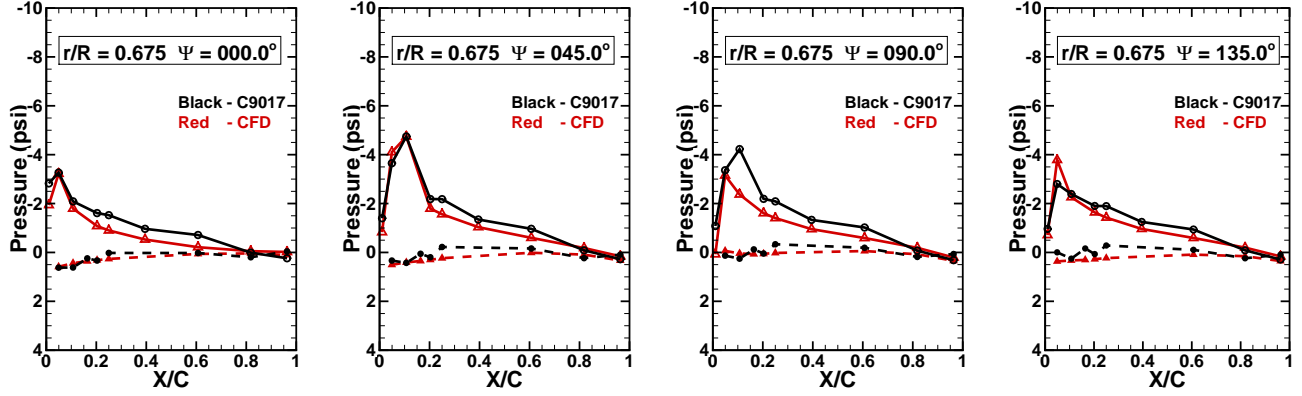 -10
-8
-6
-4
-2
0
2
4
Pressure (psi)
r/R = 0.675 Ψ = 000.0°
Black - C9017
Red - CFD
0 0.2 0.4 0.6 0.8 1
X/C
-10
-8
-6
-4
-2
0
2
4
Pressure (psi)
r/R = 0.675 Ψ = 045.0°
Black - C9017
Red - CFD
0 0.2 0.4 0.6 0.8 1
X/C
-10
-8
-6
-4
-2
0
2
4
Pressure (psi)
r/R = 0.675 Ψ = 090.0°
Black - C9017
Red - CFD
0 0.2 0.4 0.6 0.8 1
X/C
-10
-8
-6
-4
-2
0
2
4
Pressure (psi)
r/R = 0.675 Ψ = 135.0°
Black - C9017
Red - CFD
0 0.2 0.4 0.6 0.8 1
X/C